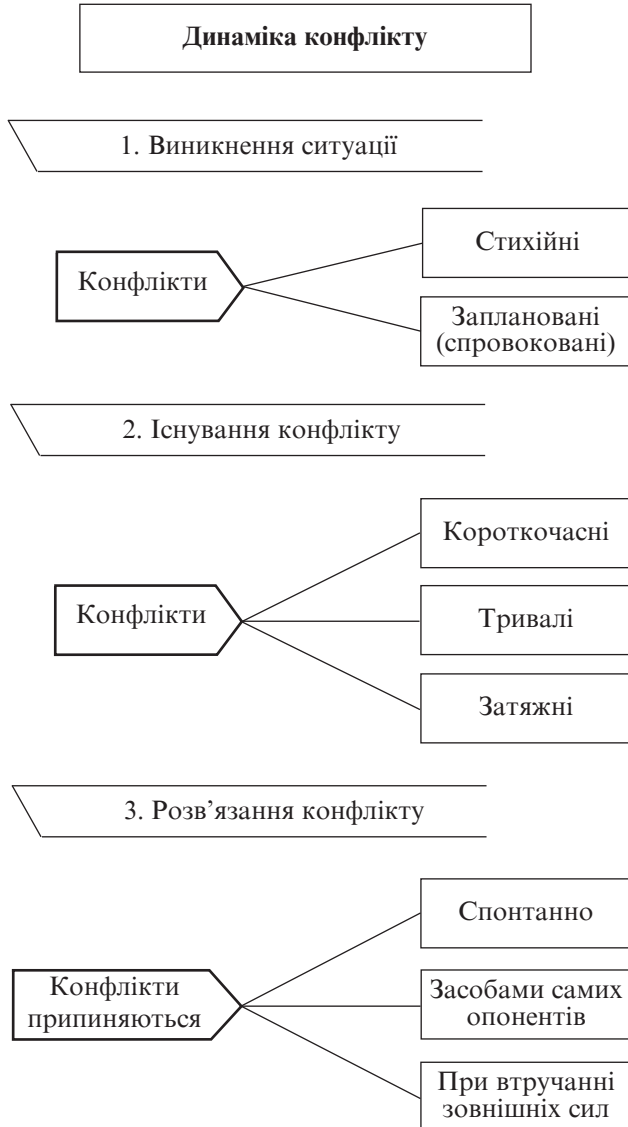 Динаміка конфлікту
1. Виникнення ситуації
Конфлікти
Стихійні
Заплановані
(спровоковані)
2. Існування конфлікту
Конфлікти
Короткочасні
Тривалі
Затяжні
3. Розв’язання конфлікту
Конфлікти
припиняються
Спонтанно
Засобами самих
опонентів
При втручанні
зовнішніх сил